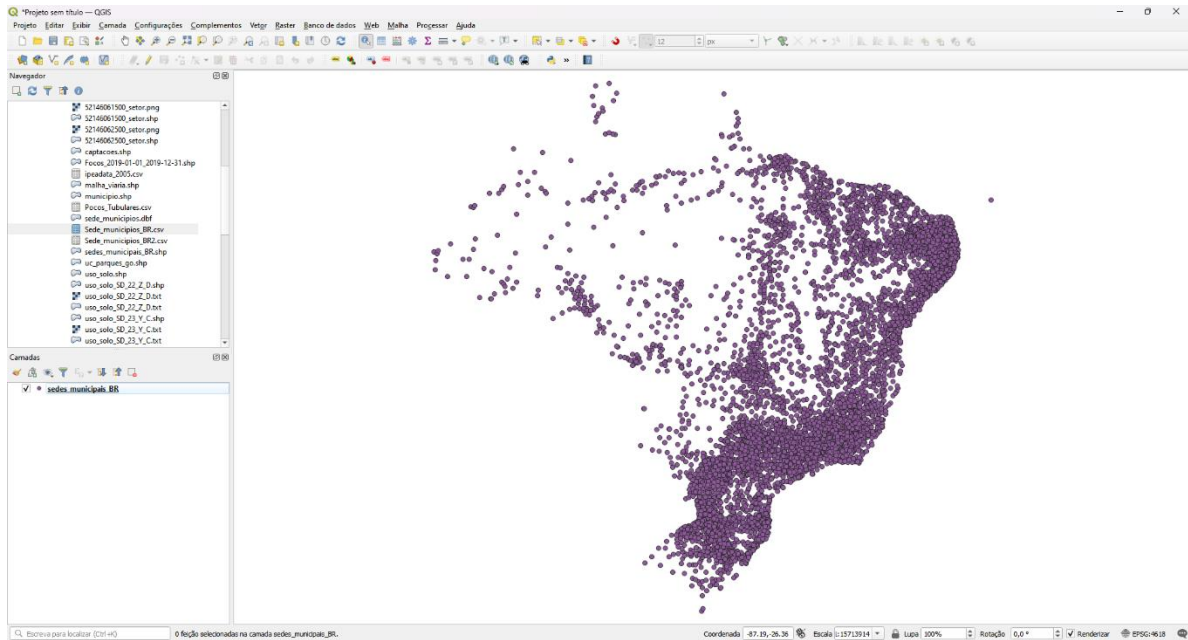 *Projeto sem título — QGIS
Projeto Editar Exibir Camada Configurações Complementos Vetor Raster Banco de dados Web Malha Processar Ajuda
12 px
Navegador
52146061500_setor.png
52146061500_setor.shp
52146062500_setor.png
52146062500_setor.shp
captacoes.shp
Focos_2019-01-01_2019-12-31.shp
ipeadata_2005.csv
malha_viaria.shp
municipio.shp
Pocos_Tubulares.csv
sede_municipios.dbf
Sede_municipios_BR.csv
Sede_municipios_BR2.csv
sedes_municipais_BR.shp
uc_parques_go.shp
uso_solo.shp
uso_solo_SD_22_Z_D.shp
uso_solo_SD_22_Z_D.txt
uso_solo_SD_23_Y_C.shp
uso_solo_SD_23_Y_C.txt
uso_solo_SD_23_Y_C.txt
Camadas
sedes_municipais_BR
Escreva para localizar (Ctrl+K) 0 feição selecionadas na camada sedes_municipais_BR. Coordenada -87.19,-26.36 Escala 1:15713914 Lupa 100% Rotação 0,0 ° Renderizar EPSG:4618